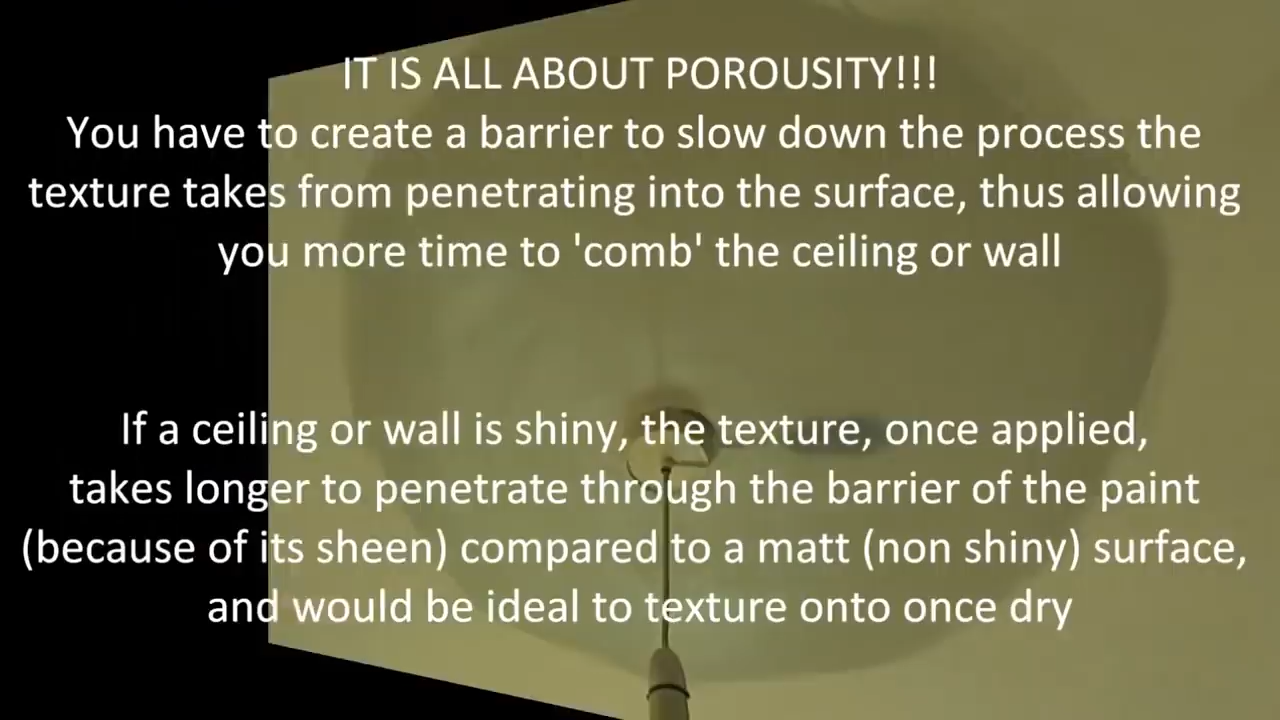 IT IS ALL ABOUT POROUSITY!!!
You have to create a barrier to slow down the process the
texture takes from penetrating into the surface, thus allowing
you more time to 'comb' the ceiling or wall
If a ceiling or wall is shiny, the texture, once applied,
takes longer to penetrate through the barrier of the paint
(because of its sheen) compared to a matt (non shiny) surface,
and would be ideal to texture onto once dry